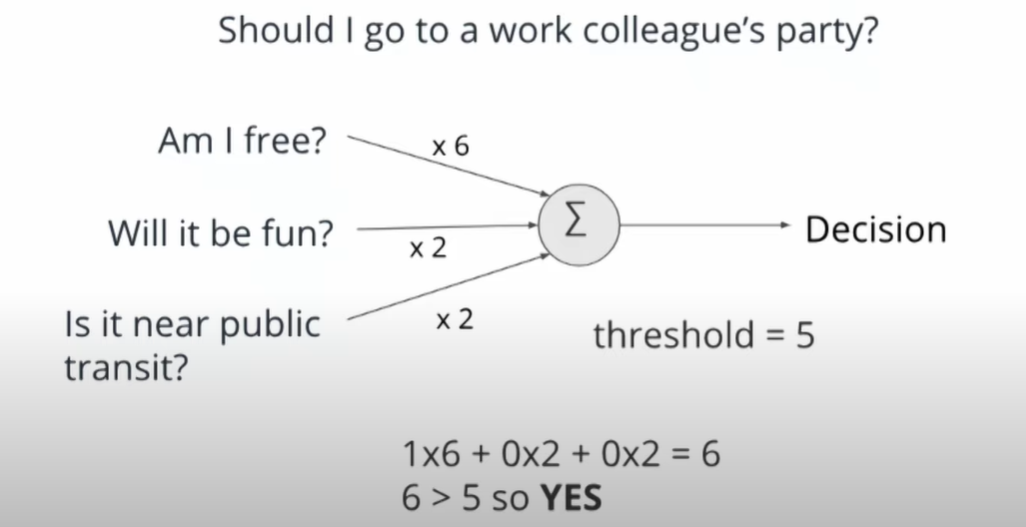 Should I go to a work colleague's party?
Am I free?
x 6
Will it be fun?
x 2
Σ
Decision
Is it near public
transit?
x 2
threshold = 5
1x6 + 0x2 + 0x2 = 6
6 > 5 so YES